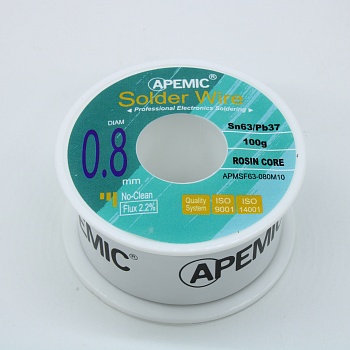 APEMIC®
Solder Wire
Professional Electronics Soldering
DIAM
0.8
mm
Sn63/Pb37
100g
ROSIN CORE
APMSF63-080M10
No-Clean
Flux 2.2%
Quality System
ISO 9001
ISO 14001
APEMIC®
APEMIC